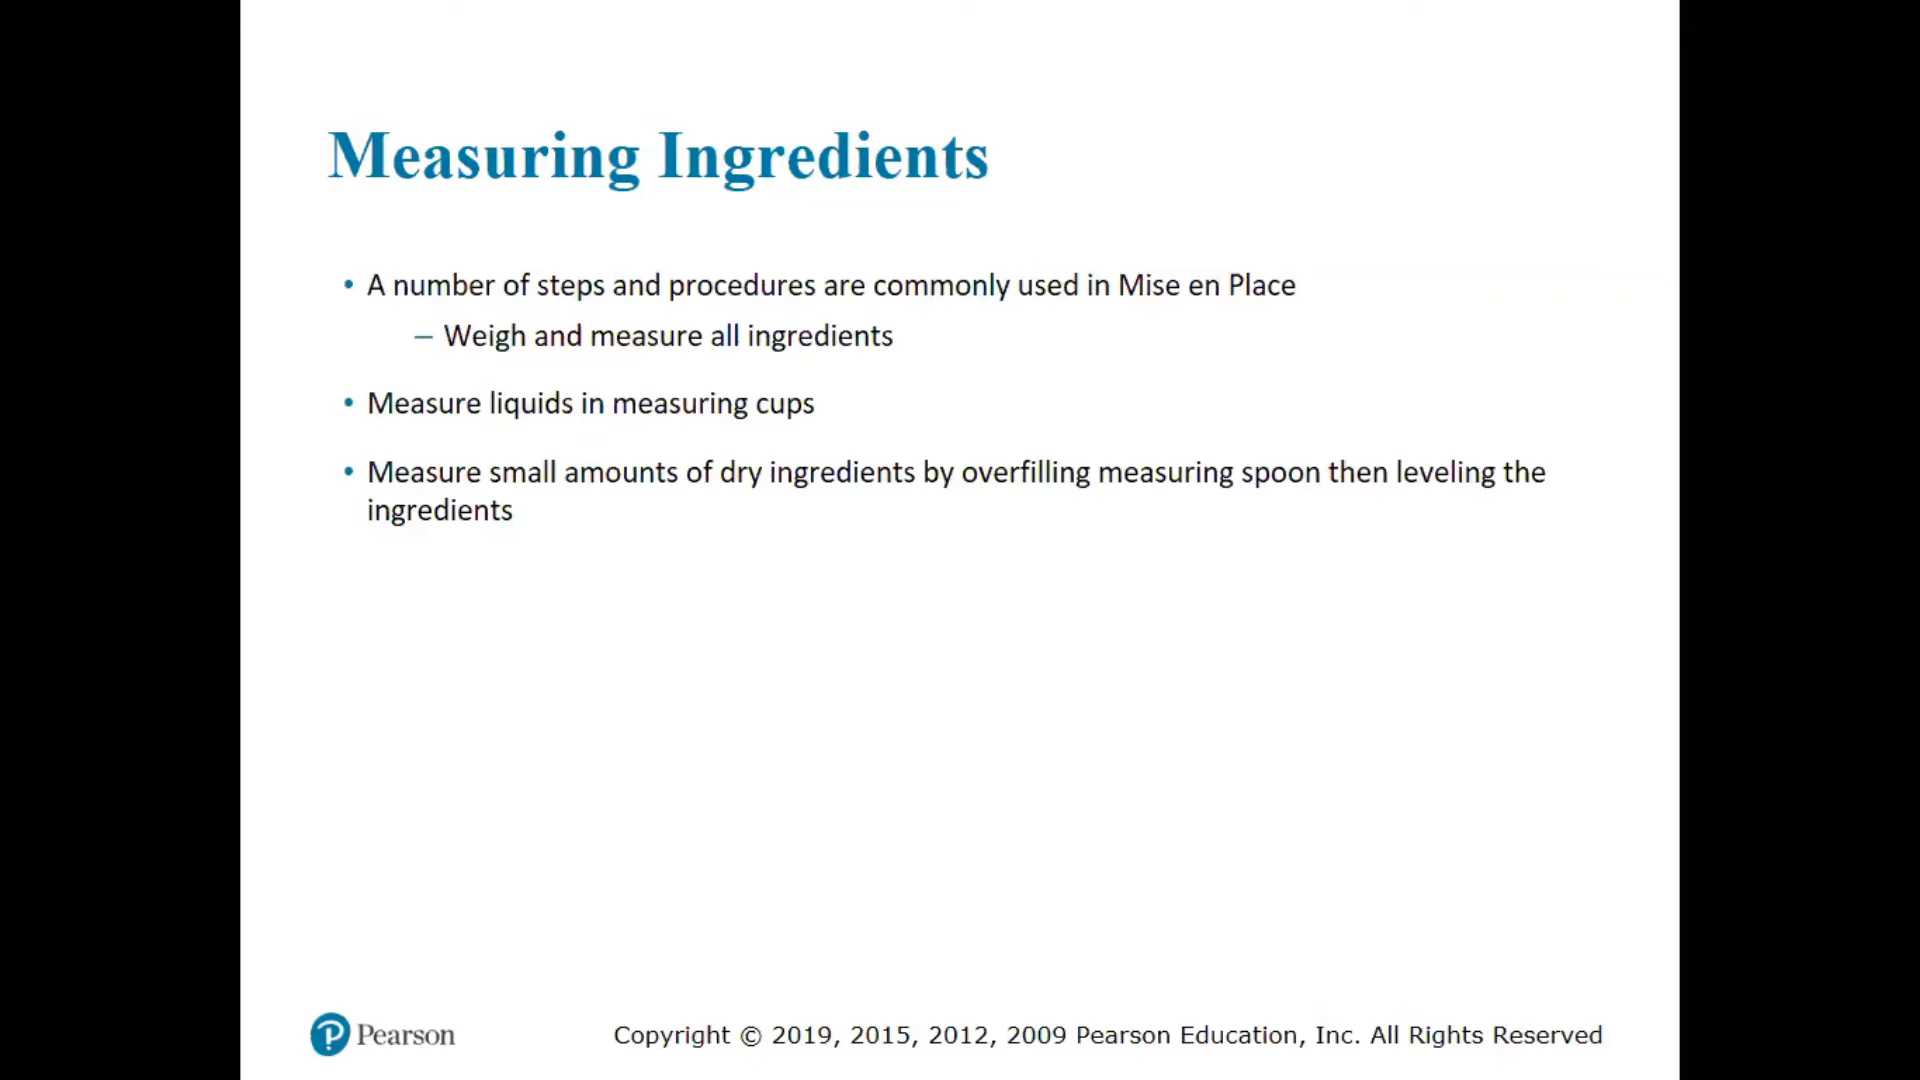 Measuring Ingredients
• A number of steps and procedures are commonly used in Mise en Place
– Weigh and measure all ingredients
• Measure liquids in measuring cups
• Measure small amounts of dry ingredients by overfilling measuring spoon then leveling the
ingredients
Pearson
Copyright © 2019, 2015, 2012, 2009 Pearson Education, Inc. All Rights Reserved